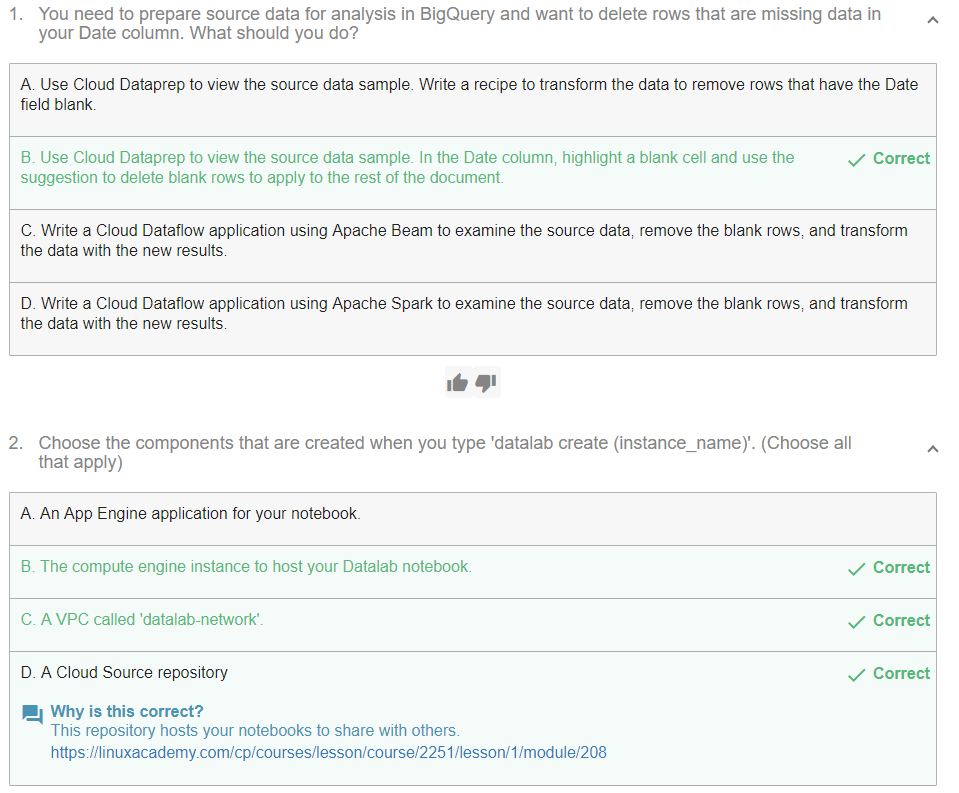 1. You need to prepare source data for analysis in BigQuery and want to delete rows that are missing data in
your Date column. What should you do?
A. Use Cloud Dataprep to view the source data sample. Write a recipe to transform the data to remove rows that have the Date
field blank.
B. Use Cloud Dataprep to view the source data sample. In the Date column, highlight a blank cell and use the
suggestion to delete blank rows to apply to the rest of the document.
Correct
C. Write a Cloud Dataflow application using Apache Beam to examine the source data, remove the blank rows, and transform
the data with the new results.
D. Write a Cloud Dataflow application using Apache Spark to examine the source data, remove the blank rows, and transform
the data with the new results.
2. Choose the components that are created when you type 'datalab create (instance_name)'. (Choose all
that apply)
A. An App Engine application for your notebook.
B. The compute engine instance to host your Datalab notebook.
Correct
C. A VPC called 'datalab-network'.
Correct
D. A Cloud Source repository
Correct
Why is this correct?
This repository hosts your notebooks to share with others.
https://linuxacademy.com/cp/courses/lesson/course/2251/lesson/1/module/208